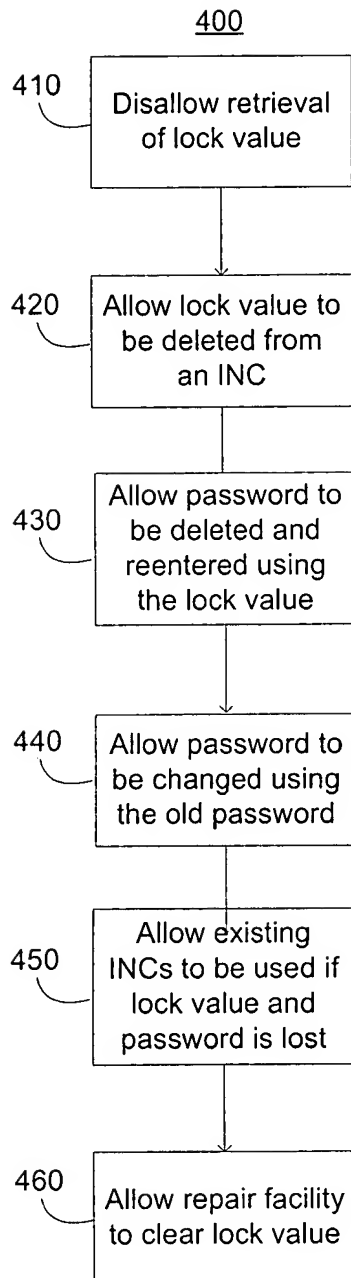 400
410
Disallow retrieval
of lock value
420
Allow lock value to
be deleted from
an INC
430
Allow password to
be deleted and
reentered using
the lock value
440
Allow password to
be changed using
the old password
450
Allow existing
INCs to be used if
lock value and
password is lost
460
Allow repair facility
to clear lock value